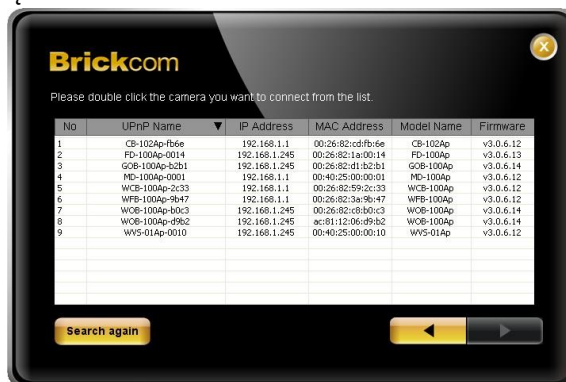 Brickcom
Please double click the camera you want to connect from the list.
No UPnP Name IP Address MAC Address Model Name Firmware
1 CB-102Ap-fb6e 192.168.1.1 00:26:82:cd:fb:6e CB-102Ap v3.0.6.12
2 FD-100Ap-0014 192.168.1.245 00:26:82:1a:00:14 FD-100Ap v3.0.6.13
3 GOB-100Ap-b2b1 192.168.1.245 00:26:82:d1:b2:b1 GOB-100Ap v3.0.6.14
4 MD-100Ap-0001 192.168.1.1 00:40:25:00:00:01 MD-100Ap v3.0.6.12
5 WCB-100Ap-2c33 192.168.1.1 00:26:82:59:2c:33 WCB-100Ap v3.0.6.12
6 WFB-100Ap-9b47 192.168.1.1 00:26:82:3a:9b:47 WFB-100Ap v3.0.6.12
7 WOB-100Ap-b0c3 192.168.1.245 00:26:82:c8:b0:c3 WOB-100Ap v3.0.6.14
8 WOB-100Ap-d9b2 192.168.1.245 ac:81:12:06:d9:b2 WOB-100Ap v3.0.6.14
9 WVS-01Ap-0010 192.168.1.245 00:40:25:00:00:10 WVS-01Ap v3.0.6.12
Search again